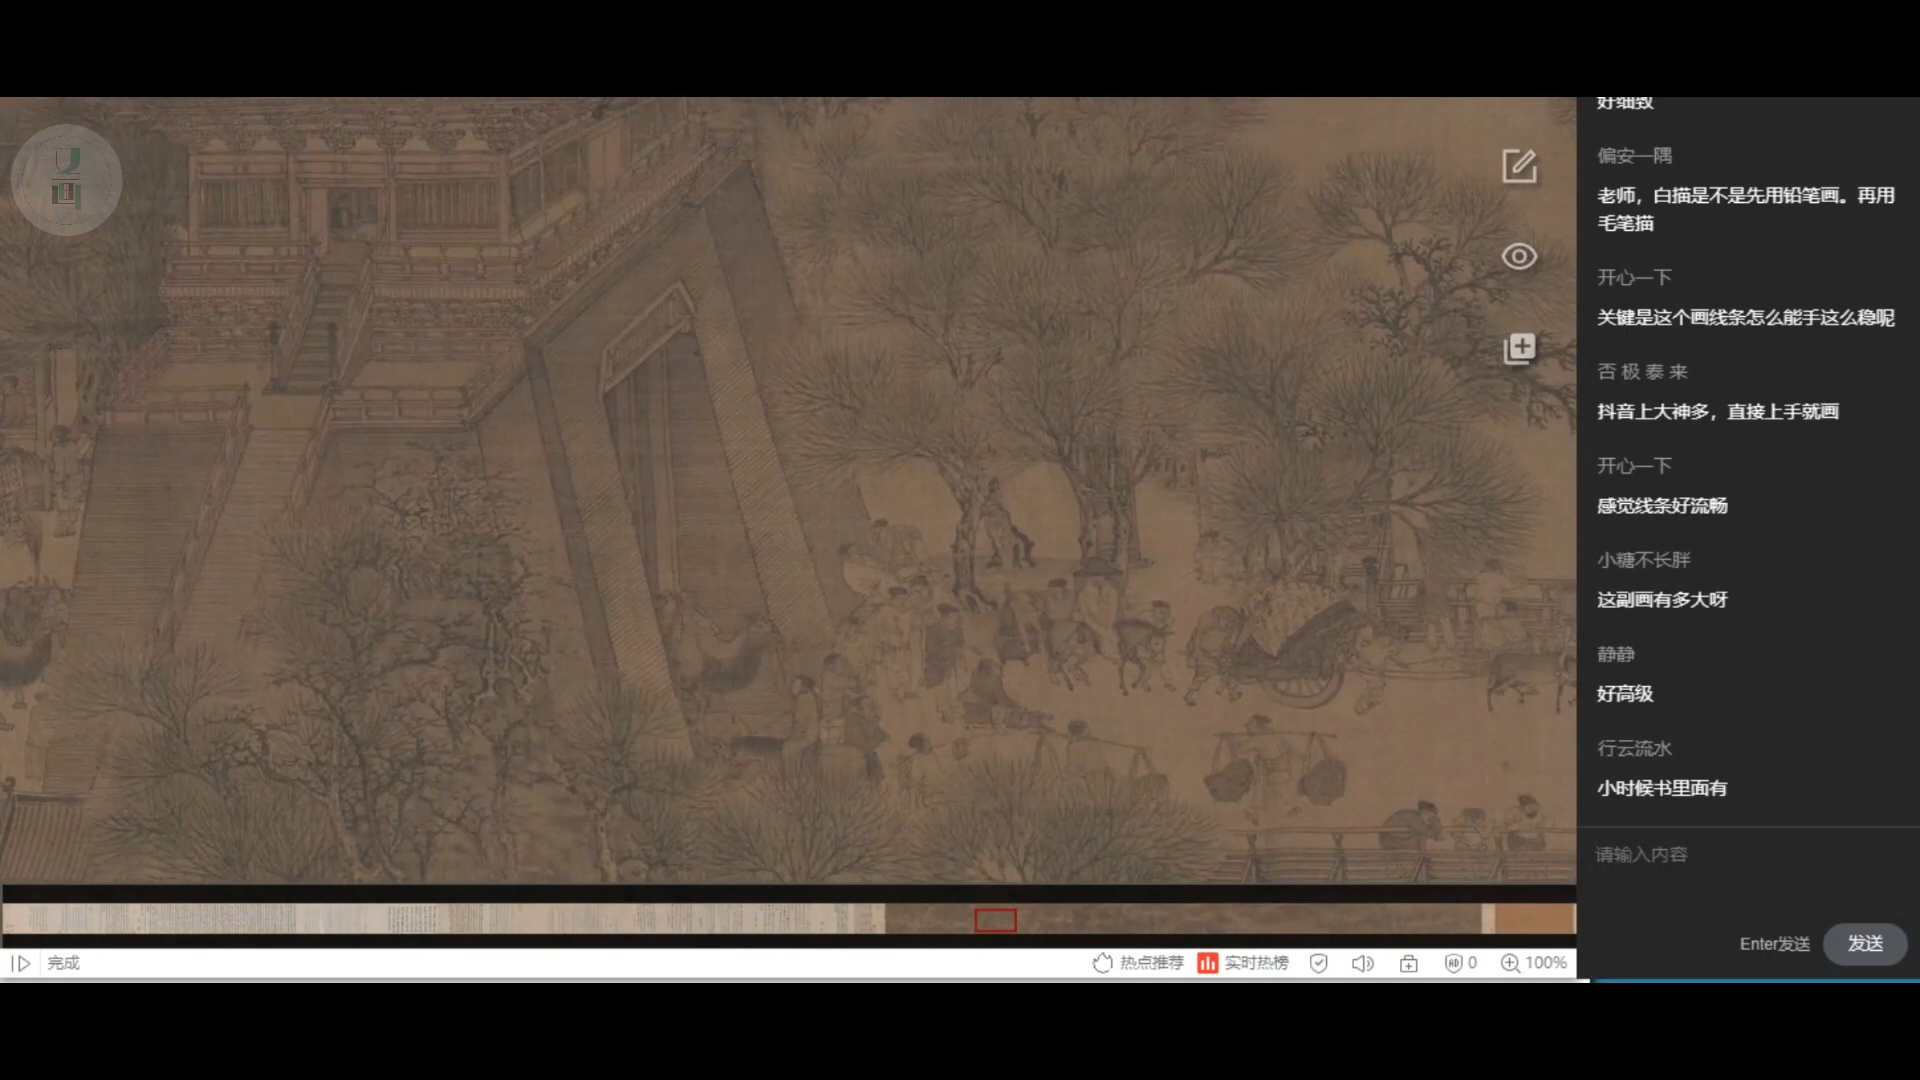 好细致
偏安一隅
老师，白描是不是先用铅笔画。再用
毛笔描
开心一下
关键是这个画线条怎么能手这么稳呢
否 极 泰 来
抖音上大神多，直接上手就画
开心一下
感觉线条好流畅
小糖不长胖
这副画有多大呀
静静
好高级
行云流水
小时候书里面有
请输入内容
Enter发送
发送
完成
热点推荐
实时热榜
AD 0
100%